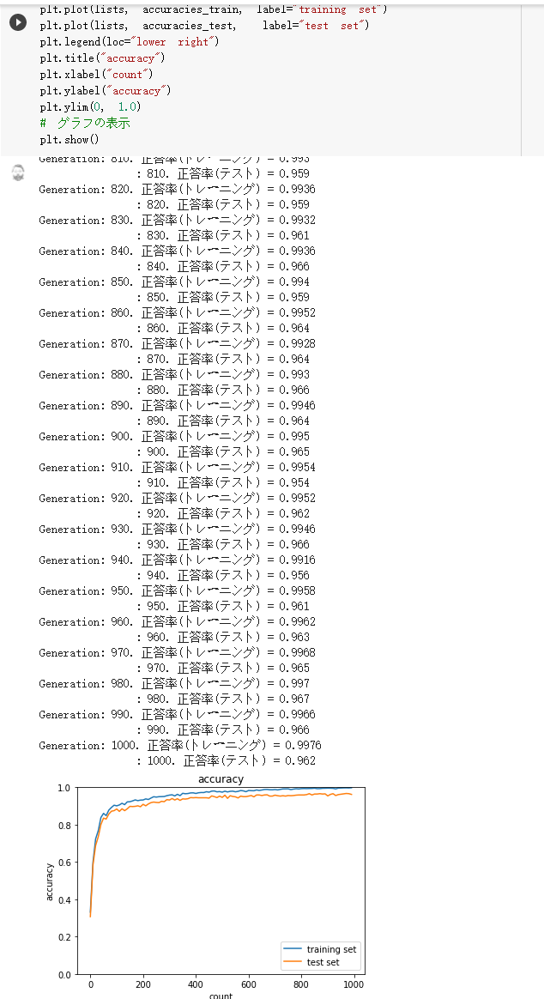 plt.plot(lists, accuracies_train, label="training set")
plt.plot(lists, accuracies_test, label="test set")
plt.legend(loc="lower right")
plt.title("accuracy")
plt.xlabel("count")
plt.ylabel("accuracy")
plt.ylim(0, 1.0)
# グラフの表示
plt.show()
Generation: 810. 正答率(トレーニング) = 0.993
: 810. 正答率(テスト) = 0.959
Generation: 820. 正答率(トレーニング) = 0.9936
: 820. 正答率(テスト) = 0.959
Generation: 830. 正答率(トレーニング) = 0.9932
: 830. 正答率(テスト) = 0.961
Generation: 840. 正答率(トレーニング) = 0.9936
: 840. 正答率(テスト) = 0.966
Generation: 850. 正答率(トレーニング) = 0.994
: 850. 正答率(テスト) = 0.959
Generation: 860. 正答率(トレーニング) = 0.9952
: 860. 正答率(テスト) = 0.964
Generation: 870. 正答率(トレーニング) = 0.9928
: 870. 正答率(テスト) = 0.964
Generation: 880. 正答率(トレーニング) = 0.993
: 880. 正答率(テスト) = 0.966
Generation: 890. 正答率(トレーニング) = 0.9946
: 890. 正答率(テスト) = 0.964
Generation: 900. 正答率(トレーニング) = 0.995
: 900. 正答率(テスト) = 0.965
Generation: 910. 正答率(トレーニング) = 0.9954
: 910. 正答率(テスト) = 0.954
Generation: 920. 正答率(トレーニング) = 0.9952
: 920. 正答率(テスト) = 0.962
Generation: 930. 正答率(トレーニング) = 0.9946
: 930. 正答率(テスト) = 0.966
Generation: 940. 正答率(トレーニング) = 0.9916
: 940. 正答率(テスト) = 0.956
Generation: 950. 正答率(トレーニング) = 0.9958
: 950. 正答率(テスト) = 0.961
Generation: 960. 正答率(トレーニング) = 0.9962
: 960. 正答率(テスト) = 0.963
Generation: 970. 正答率(トレーニング) = 0.9968
: 970. 正答率(テスト) = 0.965
Generation: 980. 正答率(トレーニング) = 0.997
: 980. 正答率(テスト) = 0.967
Generation: 990. 正答率(トレーニング) = 0.9966
: 990. 正答率(テスト) = 0.966
Generation: 1000. 正答率(トレーニング) = 0.9976
: 1000. 正答率(テスト) = 0.962
accuracy
1.0
0.8
0.6
0.4
0.2
0.0
accuracy
training set
test set
0 200 400 600 800 1000
count